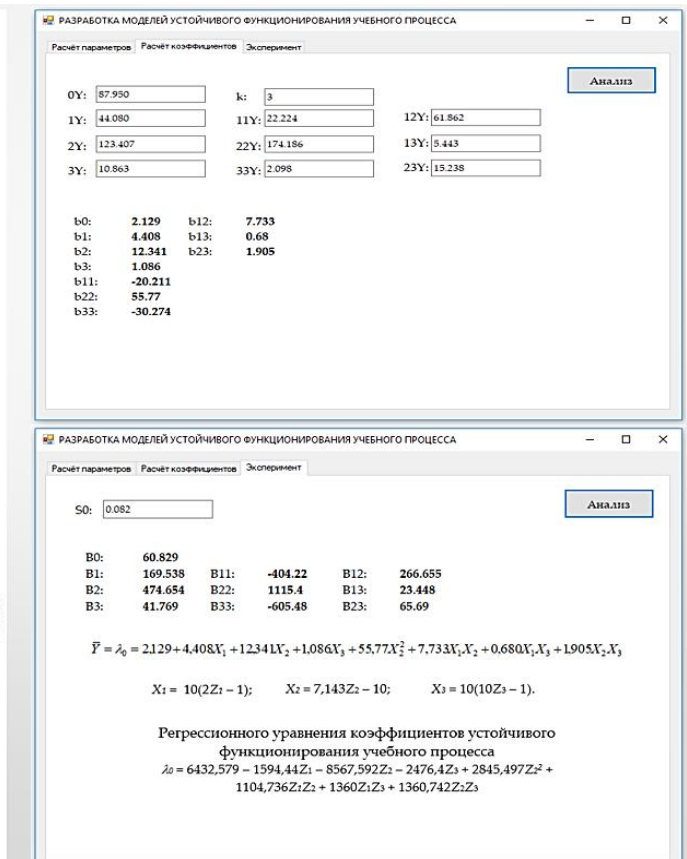 РАЗРАБОТКА МОДЕЛЕЙ УСТОЙЧИВОГО ФУНКЦИОНИРОВАНИЯ УЧЕБНОГО ПРОЦЕССА
Расчёт параметров Расчёт коэффициентов Эксперимент
Анализ
0Y: 87.950 k: 3
1Y: 44.080 11Y: 22.224 12Y: 61.862
2Y: 123.407 22Y: 174.186 13Y: 5.443
3Y: 10.863 33Y: 2.098 23Y: 15.238
b0: 2.129 b12: 7.733
b1: 4.408 b13: 0.68
b2: 12.341 b23: 1.905
b3: 1.086
b11: -20.211
b22: 55.77
b33: -30.274
РАЗРАБОТКА МОДЕЛЕЙ УСТОЙЧИВОГО ФУНКЦИОНИРОВАНИЯ УЧЕБНОГО ПРОЦЕССА
Расчёт параметров Расчёт коэффициентов Эксперимент
S0: 0.082 Анализ
B0: 60.829
B1: 169.538 B11: -404.22 B12: 266.655
B2: 474.654 B22: 1115.4 B13: 23.448
B3: 41.769 B33: -605.48 B23: 65.69
Ȳ = λ₀ = 2,129+4,408X₁ +12,341X₂ +1,086X₃ +55,77X₂² +7,733X₁X₂ +0,680X₁X₃ +1,905X₂X₃
X₁ = 10(2Z₁ − 1); X₂ = 7,143Z₂ − 10; X₃ = 10(10Z₃ − 1).
Регрессионного уравнения коэффициентов устойчивого
функционирования учебного процесса
λ₀ = 6432,579 − 1594,44Z₁ − 8567,592Z₂ − 2476,4Z₃ + 2845,497Z₂² +
1104,736Z₁Z₂ + 1360Z₁Z₃ + 1360,742Z₂Z₃